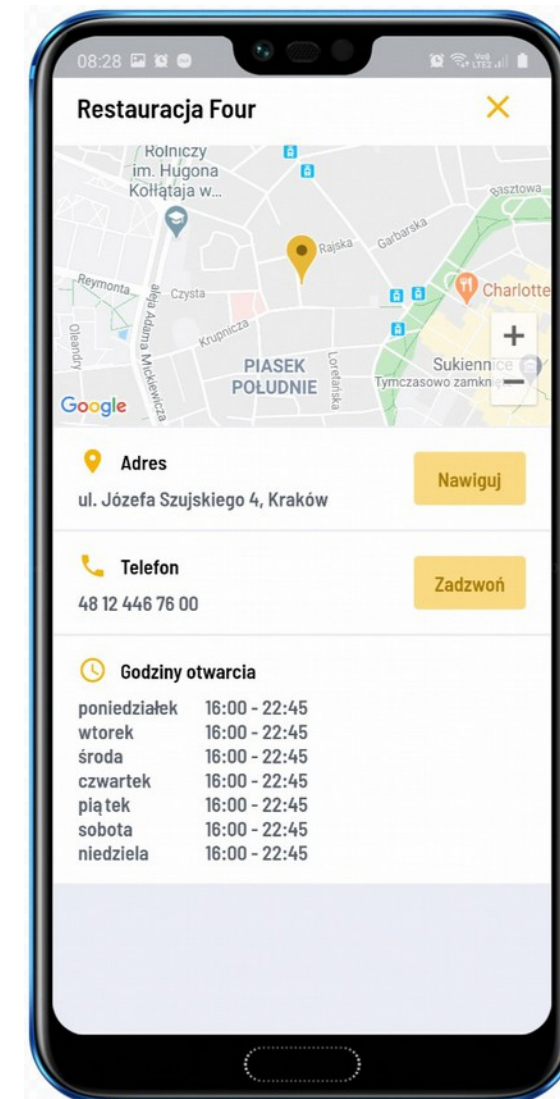 08:28
Vo))
LTE2
Restauracja Four
Rolniczy
im. Hugona
Kołłątaja w...
Basztowa
Rajska
Garbarska
Reymonta
Czysta
Charlotte
Oleandry
aleja Adama Mickiewicza
Krupnicza
+
PIASEK
POŁUDNIE
Loretańska
Sukiennice
Tymczasowo zamknię
−
Google
Adres
ul. Józefa Szujskiego 4, Kraków
Nawiguj
Telefon
48 12 446 76 00
Zadzwoń
Godziny otwarcia
poniedziałek 16:00 - 22:45
wtorek 16:00 - 22:45
środa 16:00 - 22:45
czwartek 16:00 - 22:45
piątek 16:00 - 22:45
sobota 16:00 - 22:45
niedziela 16:00 - 22:45